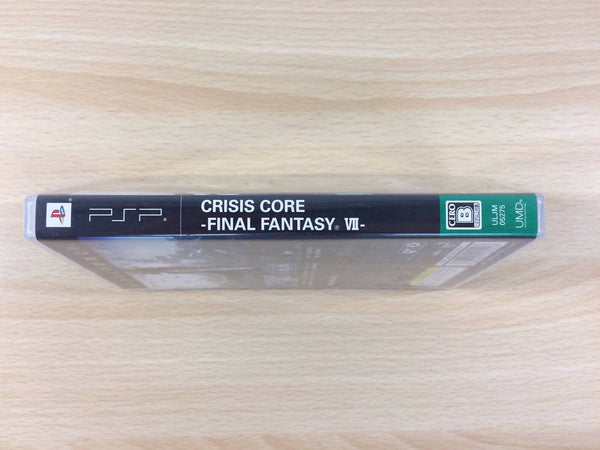 PSP
CRISIS CORE
-FINAL FANTASY® VII-
CERO
B
ULJM
05275
UMD